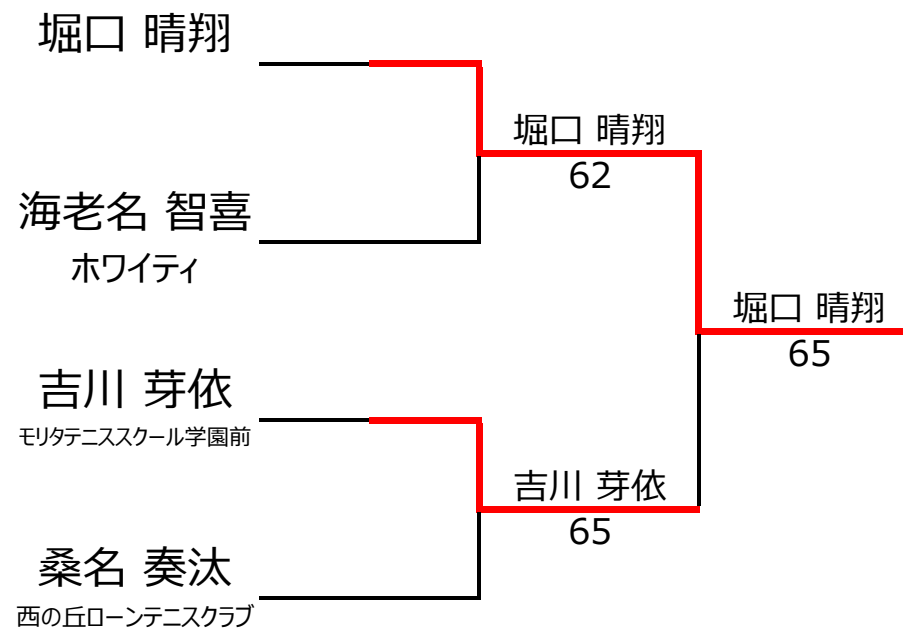 堀口 晴翔
堀口 晴翔
62
海老名 智喜
ホワイティ
堀口 晴翔
65
吉川 芽依
モリタテニススクール学園前
吉川 芽依
65
桑名 奏汰
西の丘ローンテニスクラブ